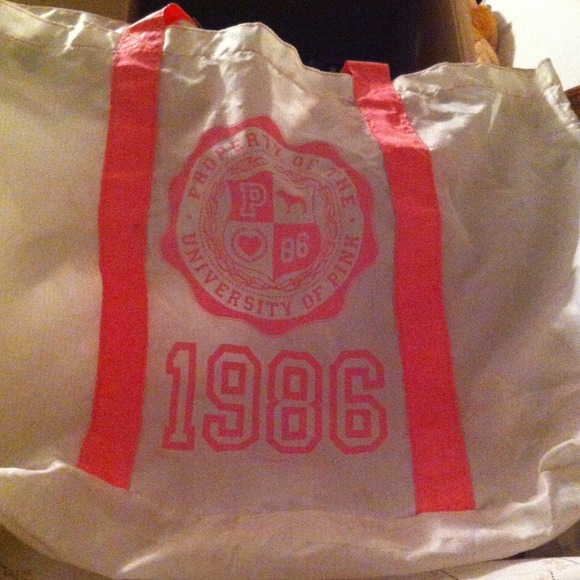 PROPERTY OF THE
P
86
UNIVERSITY OF PINK
1986